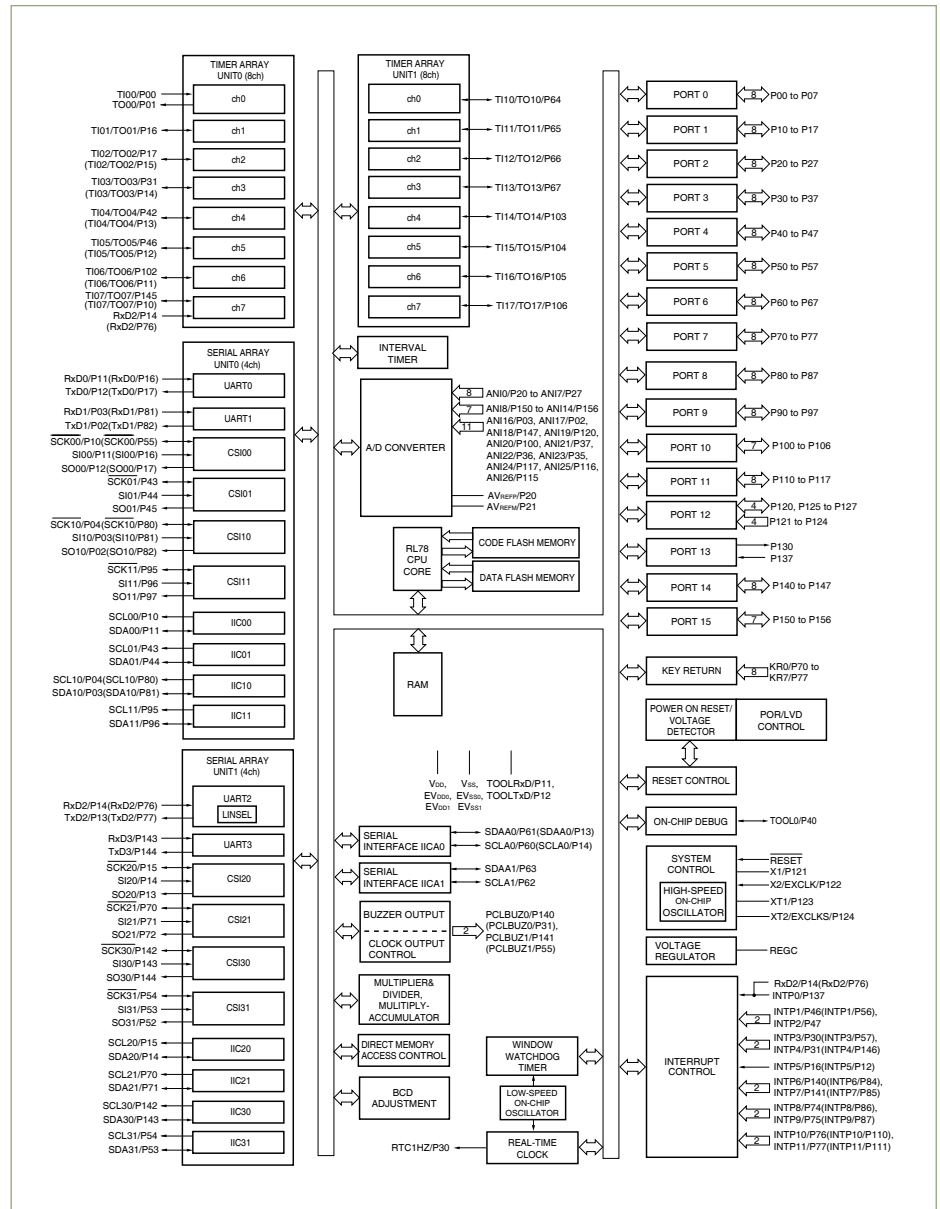 TIMER ARRAY
UNIT0 (8ch)
TI00/P00
TO00/P01
ch0
TI01/TO01/P16
ch1
TI02/TO02/P17
(TI02/TO02/P15)
ch2
TI03/TO03/P31
(TI03/TO03/P14)
ch3
TI04/TO04/P42
(TI04/TO04/P13)
ch4
TI05/TO05/P46
(TI05/TO05/P12)
ch5
TI06/TO06/P102
(TI06/TO06/P11)
ch6
TI07/TO07/P145
(TI07/TO07/P10)
RxD2/P14
(RxD2/P76)
ch7
SERIAL ARRAY
UNIT0 (4ch)
RxD0/P11(RxD0/P16)
TxD0/P12(TxD0/P17)
UART0
RxD1/P03(RxD1/P81)
TxD1/P02(TxD1/P82)
UART1
SCK00/P10(SCK00/P55)
SI00/P11(SI00/P16)
SO00/P12(SO00/P17)
CSI00
SCK01/P43
SI01/P44
SO01/P45
CSI01
SCK10/P04(SCK10/P80)
SI10/P03(SI10/P81)
SO10/P02(SO10/P82)
CSI10
SCK11/P95
SI11/P96
SO11/P97
CSI11
SCL00/P10
SDA00/P11
IIC00
SCL01/P43
SDA01/P44
IIC01
SCL10/P04(SCL10/P80)
SDA10/P03(SDA10/P81)
IIC10
SCL11/P95
SDA11/P96
IIC11
SERIAL ARRAY
UNIT1 (4ch)
RxD2/P14(RxD2/P76)
TxD2/P13(TxD2/P77)
UART2
LINSEL
RxD3/P143
TxD3/P144
UART3
SCK20/P15
SI20/P14
SO20/P13
CSI20
SCK21/P70
SI21/P71
SO21/P72
CSI21
SCK30/P142
SI30/P143
SO30/P144
CSI30
SCK31/P54
SI31/P53
SO31/P52
CSI31
SCL20/P15
SDA20/P14
IIC20
SCL21/P70
SDA21/P71
IIC21
SCL30/P142
SDA30/P143
IIC30
SCL31/P54
SDA31/P53
IIC31
TIMER ARRAY
UNIT1 (8ch)
ch0
TI10/TO10/P64
ch1
TI11/TO11/P65
ch2
TI12/TO12/P66
ch3
TI13/TO13/P67
ch4
TI14/TO14/P103
ch5
TI15/TO15/P104
ch6
TI16/TO16/P105
ch7
TI17/TO17/P106
INTERVAL
TIMER
A/D CONVERTER
8 ANI0/P20 to ANI7/P27
7 ANI8/P150 to ANI14/P156
11 ANI16/P03, ANI17/P02,
ANI18/P147, ANI19/P120,
ANI20/P100, ANI21/P37,
ANI22/P36, ANI23/P35,
ANI24/P117, ANI25/P116,
ANI26/P115
AVREFP/P20
AVREFM/P21
RL78
CPU
CORE
CODE FLASH MEMORY
DATA FLASH MEMORY
RAM
VDD,
EVDD0,
EVDD1
VSS,
EVSS0,
EVSS1
TOOLRxD/P11,
TOOLTxD/P12
SERIAL
INTERFACE IICA0
SDAA0/P61(SDAA0/P13)
SCLA0/P60(SCLA0/P14)
SERIAL
INTERFACE IICA1
SDAA1/P63
SCLA1/P62
BUZZER OUTPUT
CLOCK OUTPUT
CONTROL
2
PCLBUZ0/P140
(PCLBUZ0/P31),
PCLBUZ1/P141
(PCLBUZ1/P55)
MULTIPLIER&
DIVIDER,
MULITIPLY-
ACCUMULATOR
DIRECT MEMORY
ACCESS CONTROL
BCD
ADJUSTMENT
WINDOW
WATCHDOG
TIMER
LOW-SPEED
ON-CHIP
OSCILLATOR
RTC1HZ/P30
REAL-TIME
CLOCK
PORT 0 8 P00 to P07
PORT 1 8 P10 to P17
PORT 2 8 P20 to P27
PORT 3 8 P30 to P37
PORT 4 8 P40 to P47
PORT 5 8 P50 to P57
PORT 6 8 P60 to P67
PORT 7 8 P70 to P77
PORT 8 8 P80 to P87
PORT 9 8 P90 to P97
PORT 10 7 P100 to P106
PORT 11 8 P110 to P117
PORT 12
4 P120, P125 to P127
4 P121 to P124
PORT 13
P130
P137
PORT 14 8 P140 to P147
PORT 15 7 P150 to P156
KEY RETURN
8 KR0/P70 to
KR7/P77
POWER ON RESET/
VOLTAGE
DETECTOR
POR/LVD
CONTROL
RESET CONTROL
ON-CHIP DEBUG
TOOL0/P40
SYSTEM
CONTROL
HIGH-SPEED
ON-CHIP
OSCILLATOR
RESET
X1/P121
X2/EXCLK/P122
XT1/P123
XT2/EXCLKS/P124
VOLTAGE
REGULATOR
REGC
INTERRUPT
CONTROL
RxD2/P14(RxD2/P76)
INTP0/P137
2 INTP1/P46(INTP1/P56),
INTP2/P47
2 INTP3/P30(INTP3/P57),
INTP4/P31(INTP4/P146)
INTP5/P16(INTP5/P12)
2 INTP6/P140(INTP6/P84),
INTP7/P141(INTP7/P85)
2 INTP8/P74(INTP8/P86),
INTP9/P75(INTP9/P87)
2 INTP10/P76(INTP10/P110),
INTP11/P77(INTP11/P111)